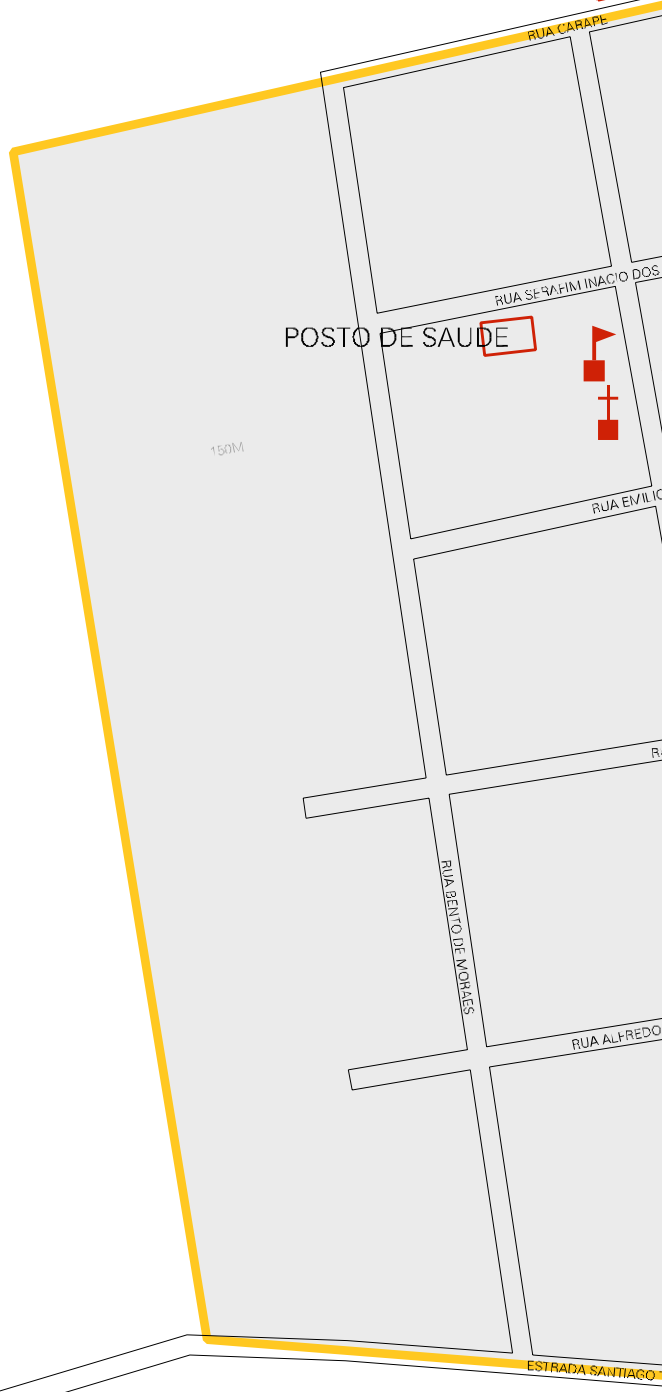 RUA CARAPE
RUA SERAFIM INACIO DOS
POSTO DE SAUDE
150M
RUA EMILIO
RUA BENTO DE MORAES
RUA ALFREDO
ESTRADA SANTIAGO